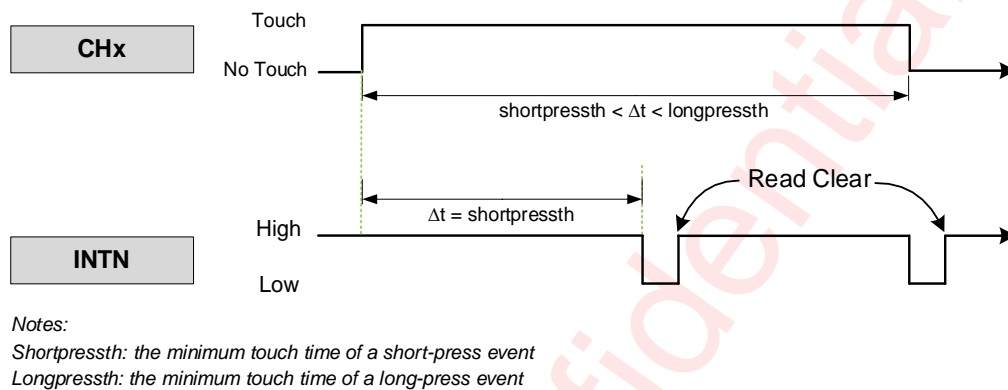 Touch
CHx
No Touch
shortpressth < Δt < longpressth
Read Clear
Δt = shortpressth
High
INTN
Low
Notes:
Shortpressth: the minimum touch time of a short-press event
Longpressth: the minimum touch time of a long-press event
fidential